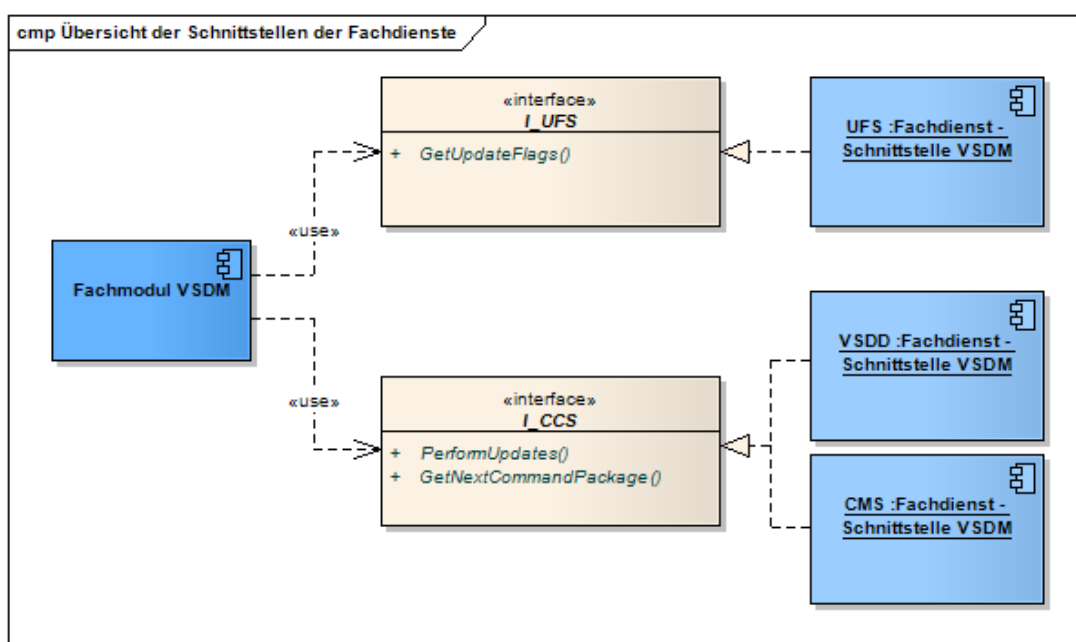 cmp Übersicht der Schnittstellen der Fachdienste
«interface»
I_UFS
+ GetUpdateFlags()
UFS :Fachdienst -
Schnittstelle VSDM
«use»
Fachmodul VSDM
«use»
«interface»
I_CCS
+ PerformUpdates()
+ GetNextCommandPackage()
VSDD :Fachdienst -
Schnittstelle VSDM
CMS :Fachdienst -
Schnittstelle VSDM